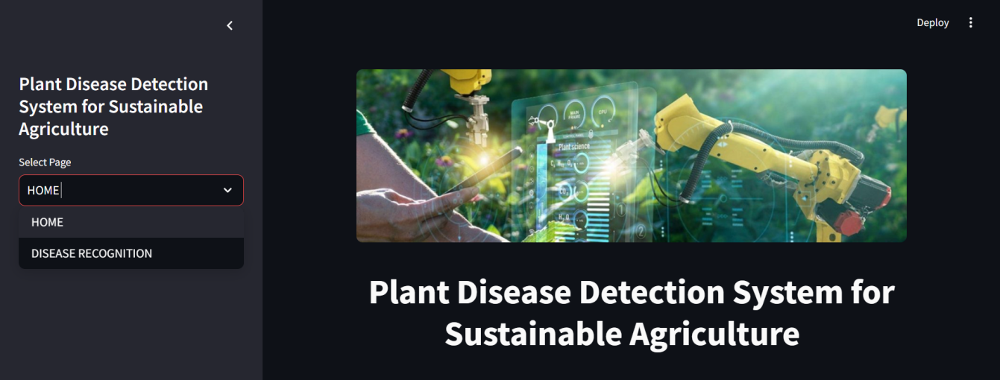 Deploy
Plant Disease Detection
System for Sustainable
Agriculture
Select Page
HOME
HOME
DISEASE RECOGNITION
MAIN
FRAME
CPU
Plant science
H₂O
Plant Disease Detection System for
Sustainable Agriculture